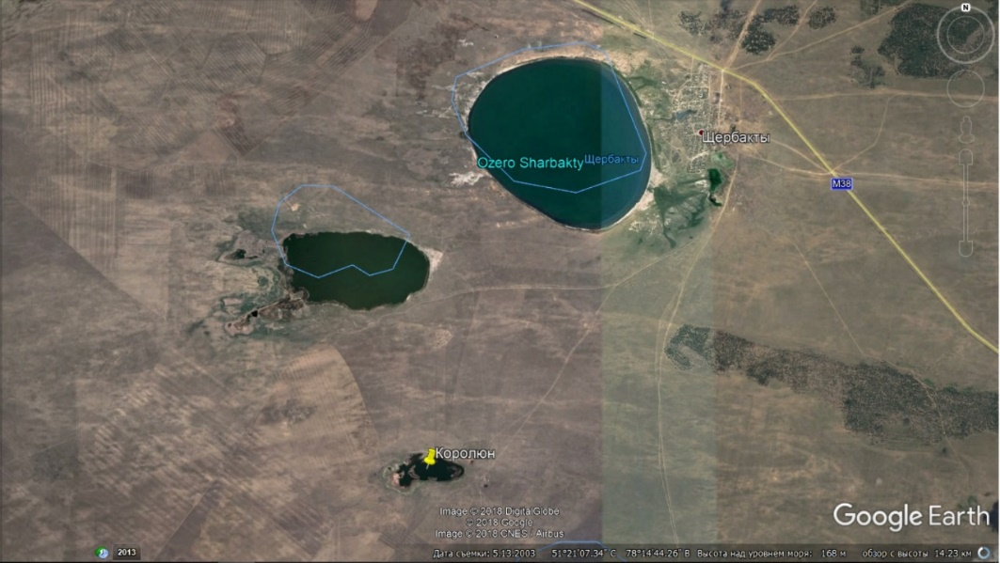 N
Щербакты
Ozero Sharbakty
Щербакты
M38
Королюн
Image © 2018 DigitalGlobe
© 2018 Google
Image © 2018 CNES / Airbus
Google Earth
2013
Дата съемки: 5.13.2003 51°21'07.34" С 78°14'44.26" В Высота над уровнем моря: 168 м обзор с высоты 14.23 км